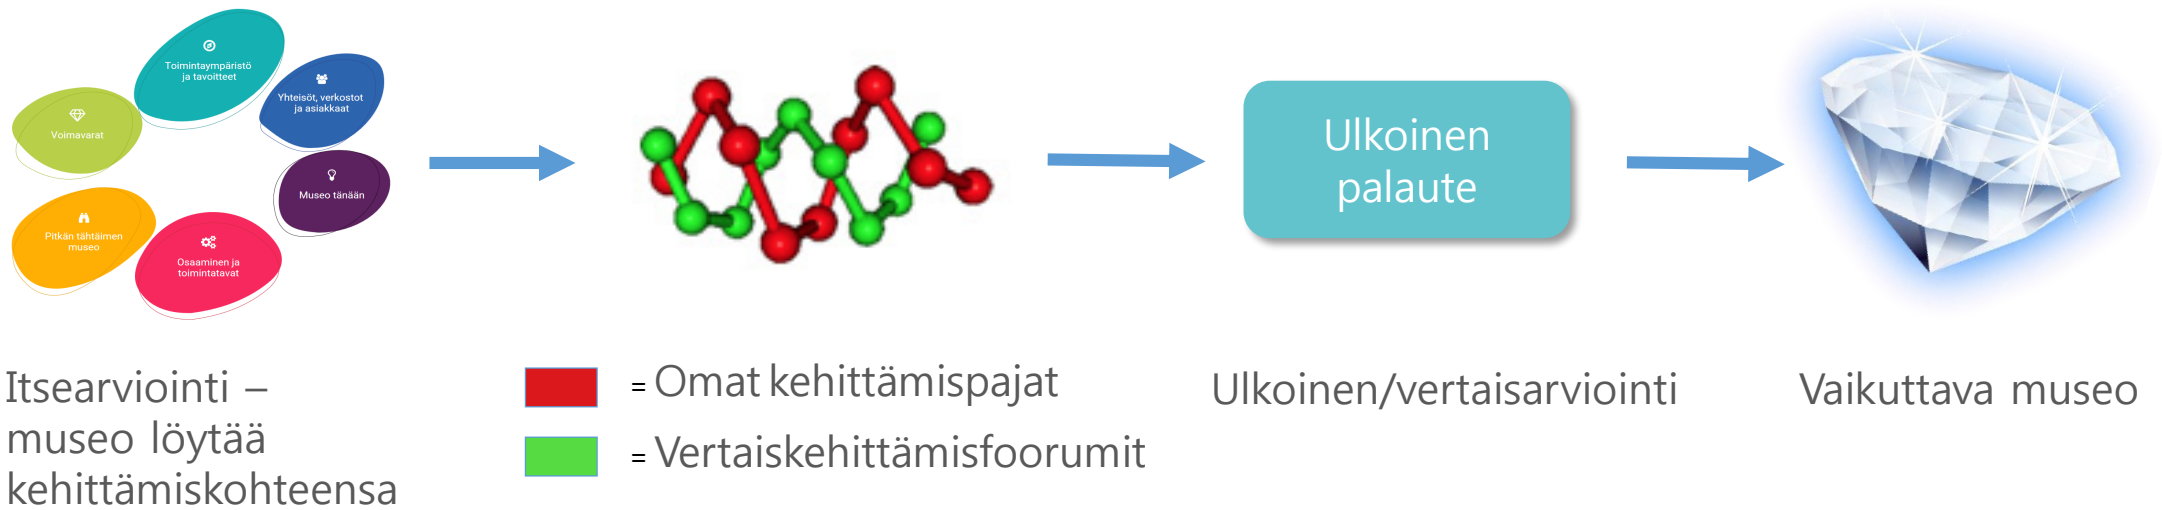 Toimintaympäristö
ja tavoitteet
Yhteisöt, verkostot
ja asiakkaat
Voimavarat
Museo tänään
Pitkän tähtäimen
museo
Osaaminen ja
toimintatavat
Ulkoinen
palaute
Itsearviointi –
museo löytää
kehittämiskohteensa
= Omat kehittämispajat
= Vertaiskehittämisfoorumit
Ulkoinen/vertaisarviointi
Vaikuttava museo